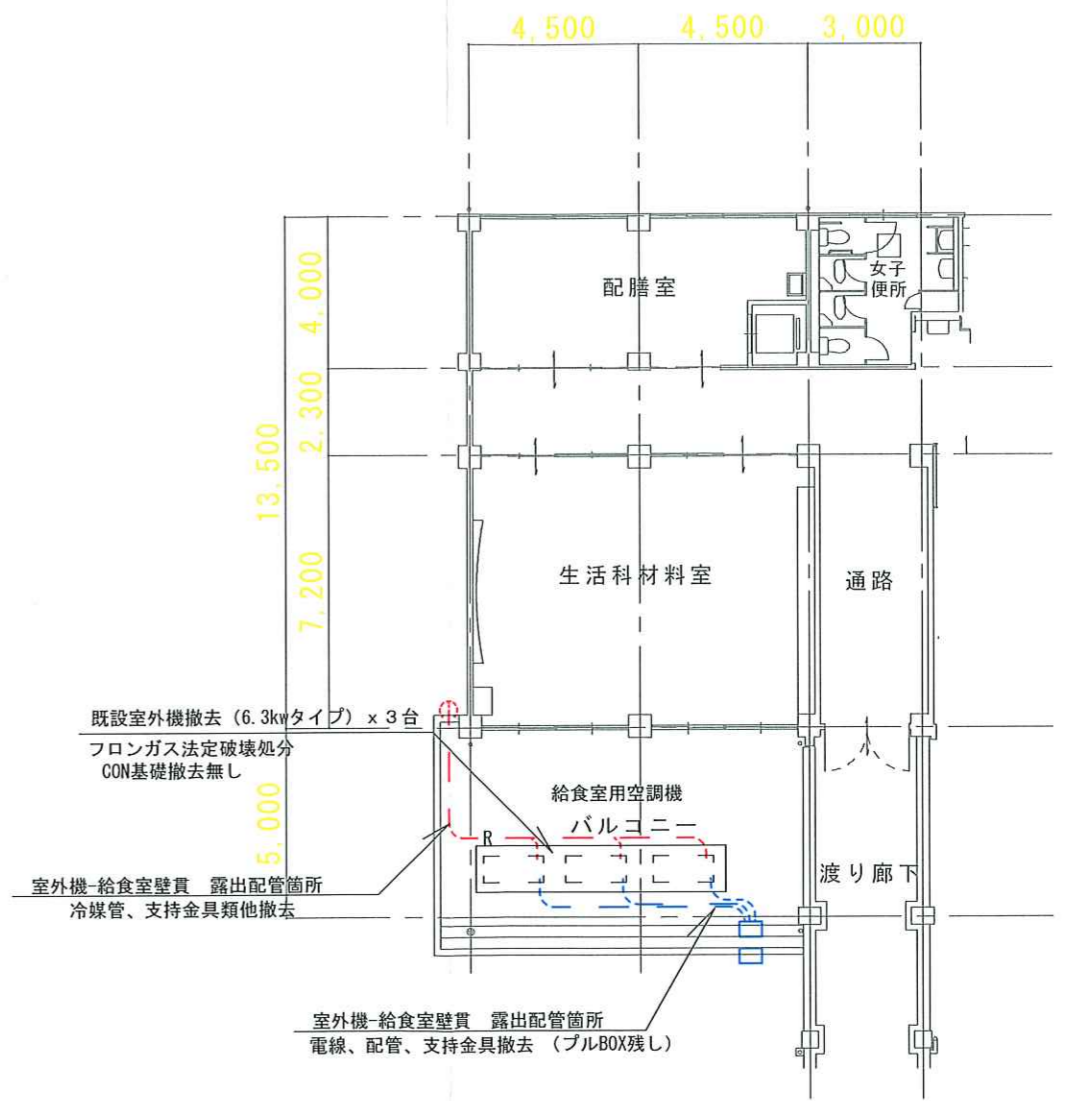 4,500
4,500
3,000
配膳室
女子
便所
4,000
2,300
13,500
7,200
生活科材料室
通路
既設室外機撤去（6.3kwタイプ）ｘ３台
フロンガス法定破壊処分
CON基礎撤去無し
5,000
給食室用空調機
バルコニー
R
渡り廊下
室外機-給食室壁貫　露出配管箇所
冷媒管、支持金具類他撤去
室外機-給食室壁貫　露出配管箇所
電線、配管、支持金具撤去　（プルBOX残し）